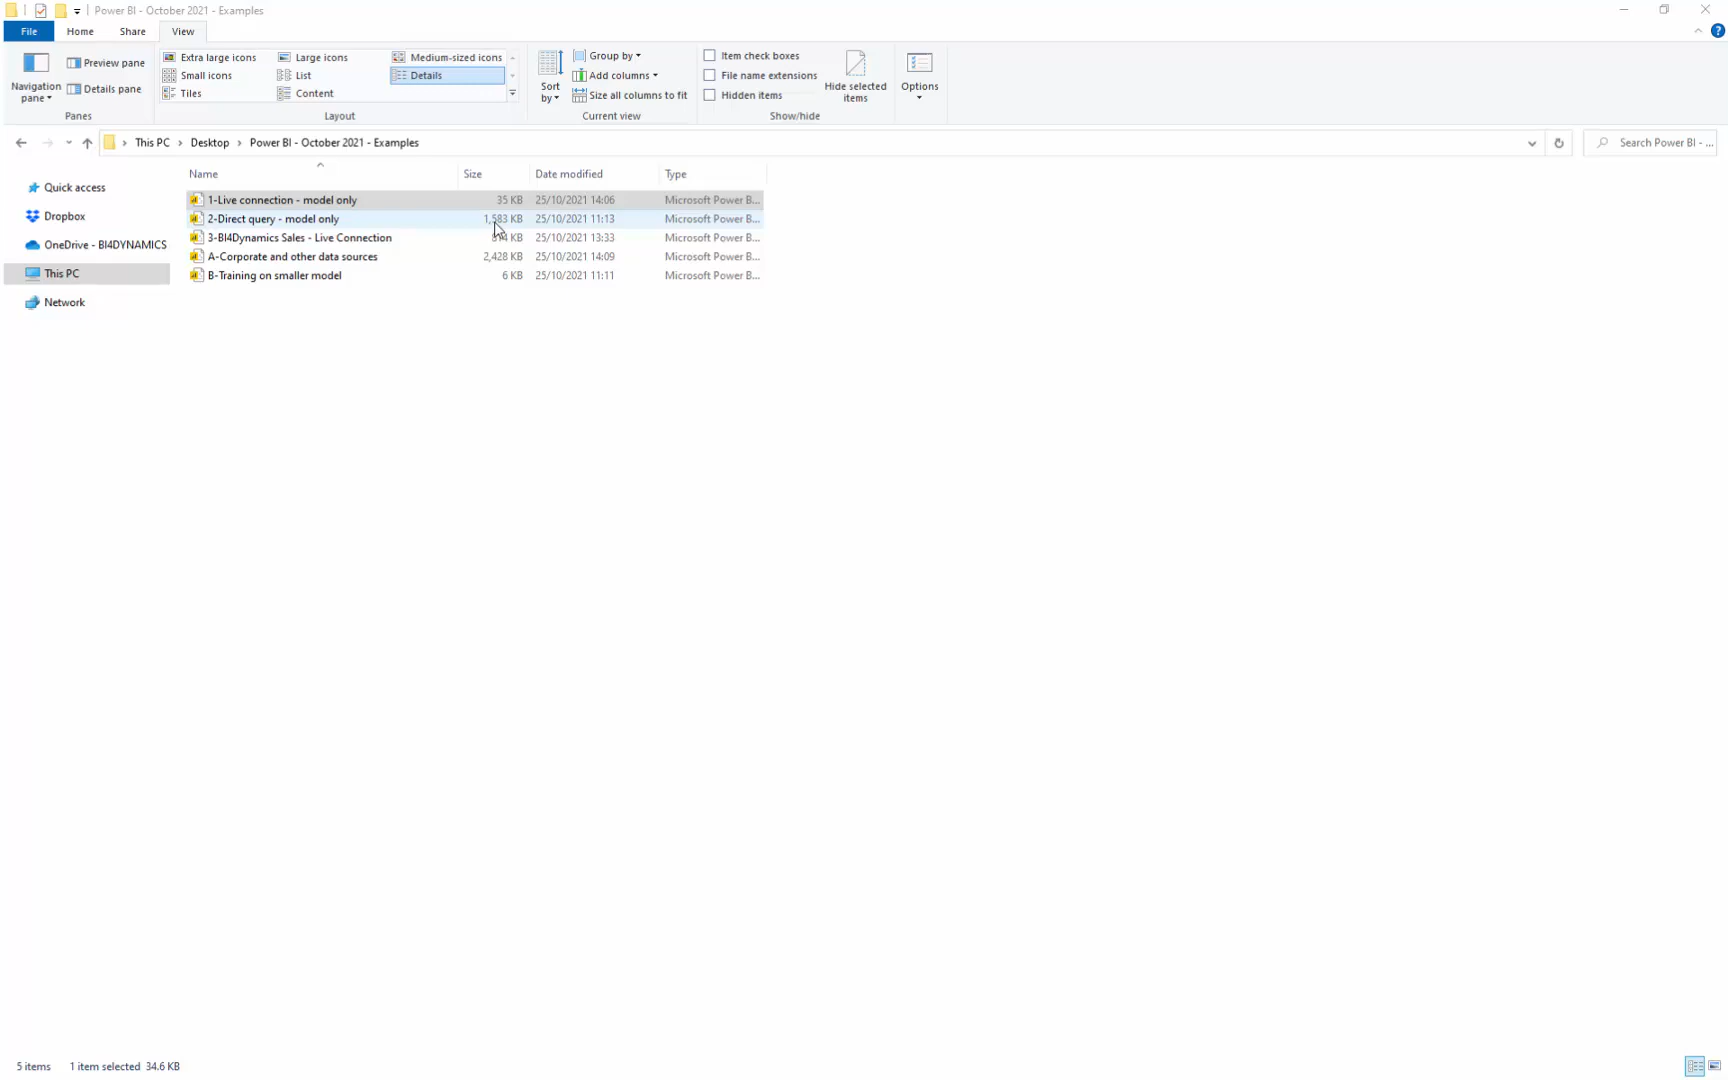 Power BI - October 2021 - Examples
File Home Share View
Navigation pane
Preview pane
Details pane
Panes
Extra large icons Large icons Medium-sized icons
Small icons List Details
Tiles Content
Layout
Sort by
Group by
Add columns
Size all columns to fit
Current view
Item check boxes
File name extensions
Hidden items
Hide selected items
Show/hide
Options
This PC Desktop Power BI - October 2021 - Examples
Search Power BI - ...
Quick access
Dropbox
OneDrive - BI4DYNAMICS
This PC
Network
Name Size Date modified Type
1-Live connection - model only 35 KB 25/10/2021 14:06 Microsoft Power B...
2-Direct query - model only 1,583 KB 25/10/2021 11:13 Microsoft Power B...
3-BI4Dynamics Sales - Live Connection KB 25/10/2021 13:33 Microsoft Power B...
A-Corporate and other data sources 2,428 KB 25/10/2021 14:09 Microsoft Power B...
B-Training on smaller model 6 KB 25/10/2021 11:11 Microsoft Power B...
5 items 1 item selected 34.6 KB